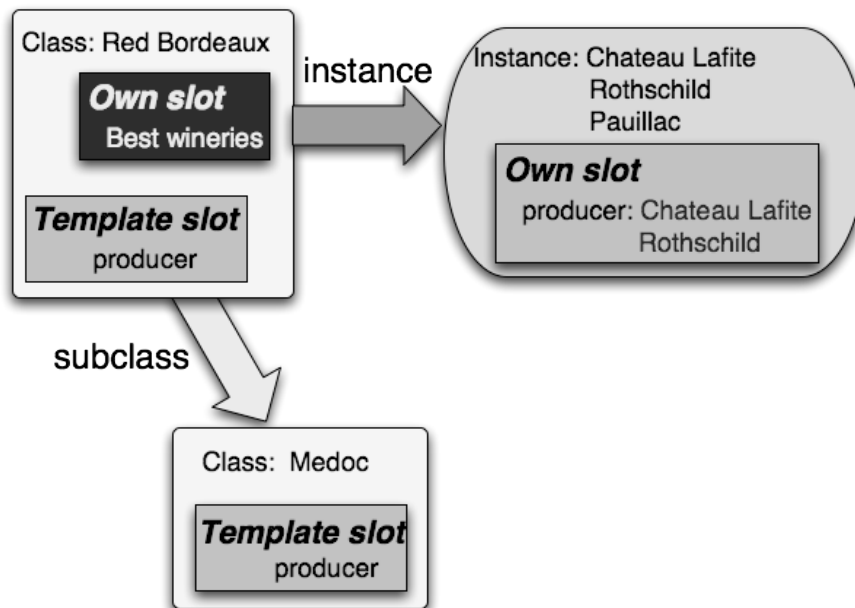 Class: Red Bordeaux
Own slot
Best wineries
Template slot
producer
instance
Instance: Chateau Lafite
Rothschild
Pauillac
Own slot
producer: Chateau Lafite
Rothschild
subclass
Class: Medoc
Template slot
producer